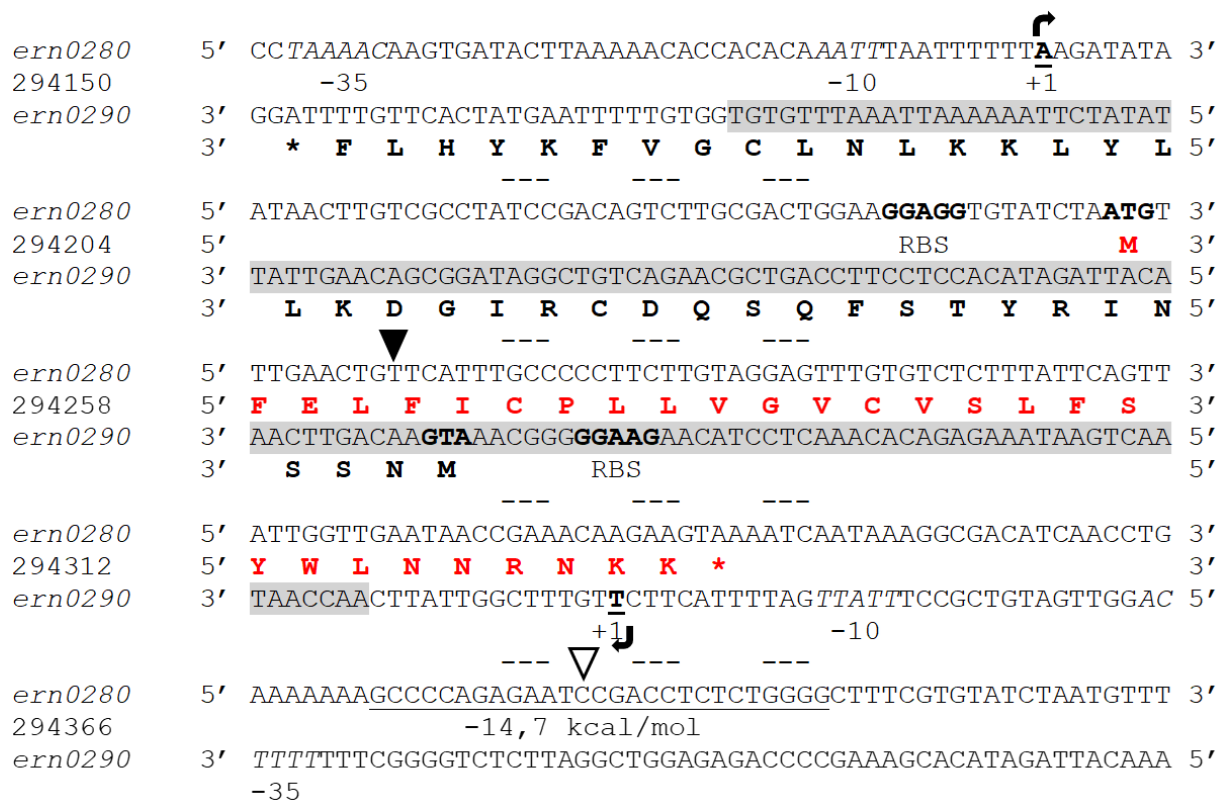 ern0280 5′ CCTAAAACAAGTGATACTTAAAAACACCACACAAATTTAATTTTTTAAGATATA 3′
294150 -35 -10 +1
ern0290 3′ GGATTTTGTTCACTATGAATTTTTGTGGTGTGTTTAAATTAAAAAATTCTATAT 5′
3′ * F L H Y K F V G C L N L K K L Y L 5′
--- --- ---
ern0280 5′ ATAACTTGTCGCCTATCCGACAGTCTTGCGACTGGAAGGAGGTGTATCTAATGT 3′
294204 5′ RBS M 3′
ern0290 3′ TATTGAACAGCGGATAGGCTGTCAGAACGCTGACCTTCCTCCACATAGATTACA 5′
3′ L K D G I R C D Q S Q F S T Y R I N 5′
--- --- ---
ern0280 5′ TTGAACTGTTCATTTGCCCCCTTCTTGTAGGAGTTTGTGTCTCTTTATTCAGTT 3′
294258 5′ F E L F I C P L L V G V C V S L F S 3′
ern0290 3′ AACTTGACAAGTAAACGGGGGAAGAACATCCTCAAACACAGAGAAATAAGTCAA 5′
3′ S S N M RBS 5′
--- --- ---
ern0280 5′ ATTGGTTGAATAACCGAAACAAGAAGTAAAATCAATAAAGGCGACATCAACCTG 3′
294312 5′ Y W L N N R N K K * 3′
ern0290 3′ TAACCAACTTATTGGCTTTGTTCTTCATTTTAGTTATTTCCGCTGTAGTTGGAC 5′
+1 -10
--- --- ---
ern0280 5′ AAAAAAAGCCCCAGAGAATCCGACCTCTCTGGGGCTTTCGTGTATCTAATGTTT 3′
294366 -14,7 kcal/mol
ern0290 3′ TTTTTTTCGGGGTCTCTTAGGCTGGAGAGACCCCGAAAGCACATAGATTACAAA 5′
-35